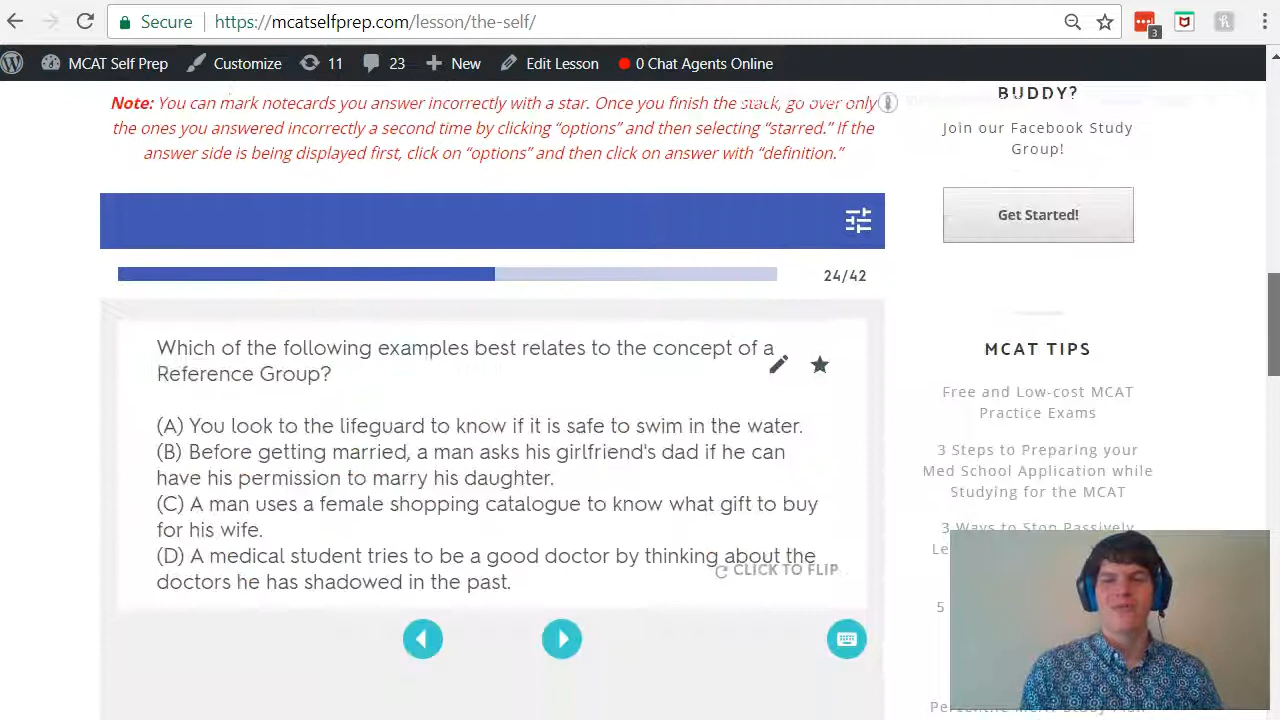 Secure https://mcatselfprep.com/lesson/the-self/
3
MCAT Self Prep Customize 11 23 New Edit Lesson 0 Chat Agents Online
Note: You can mark notecards you answer incorrectly with a star. Once you finish the stack, go over only
the ones you answered incorrectly a second time by clicking “options” and then selecting “starred.” If the
answer side is being displayed first, click on “options” and then click on answer with “definition.”
24/42
Which of the following examples best relates to the concept of a
Reference Group?
(A) You look to the lifeguard to know if it is safe to swim in the water.
(B) Before getting married, a man asks his girlfriend's dad if he can
have his permission to marry his daughter.
(C) A man uses a female shopping catalogue to know what gift to buy
for his wife.
(D) A medical student tries to be a good doctor by thinking about the
doctors he has shadowed in the past.
CLICK TO FLIP
BUDDY?
Join our Facebook Study
Group!
Get Started!
MCAT TIPS
Free and Low-cost MCAT
Practice Exams
3 Steps to Preparing your
Med School Application while
Studying for the MCAT
3 Ways to Stop Passively
5